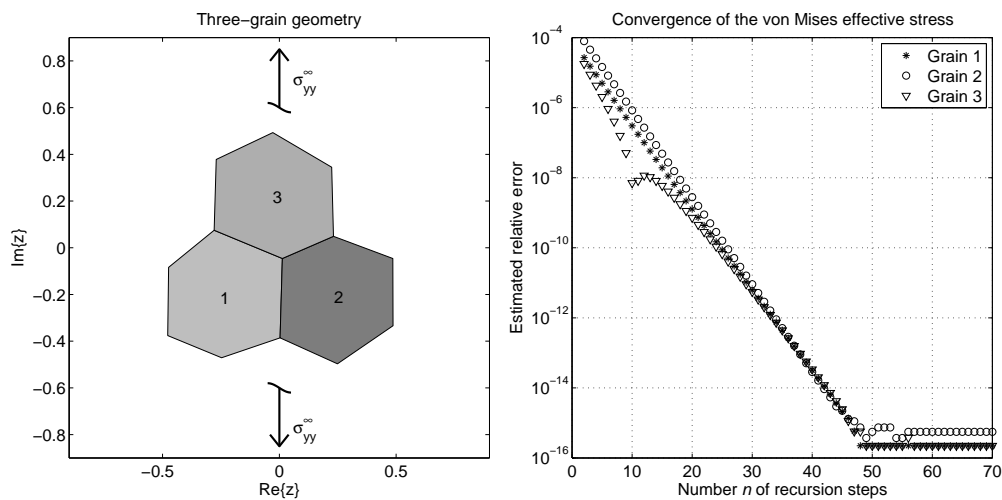 Three−grain geometry
0.8
0.6
0.4
0.2
0
−0.2
−0.4
−0.6
−0.8
Im{z}
−0.5
0
0.5
Re{z}
σ∞yy
3
1
2
σ∞yy
Convergence of the von Mises effective stress
10−4
10−6
10−8
10−10
10−12
10−14
10−16
Estimated relative error
0
10
20
30
40
50
60
70
Number n of recursion steps
Grain 1
Grain 2
Grain 3